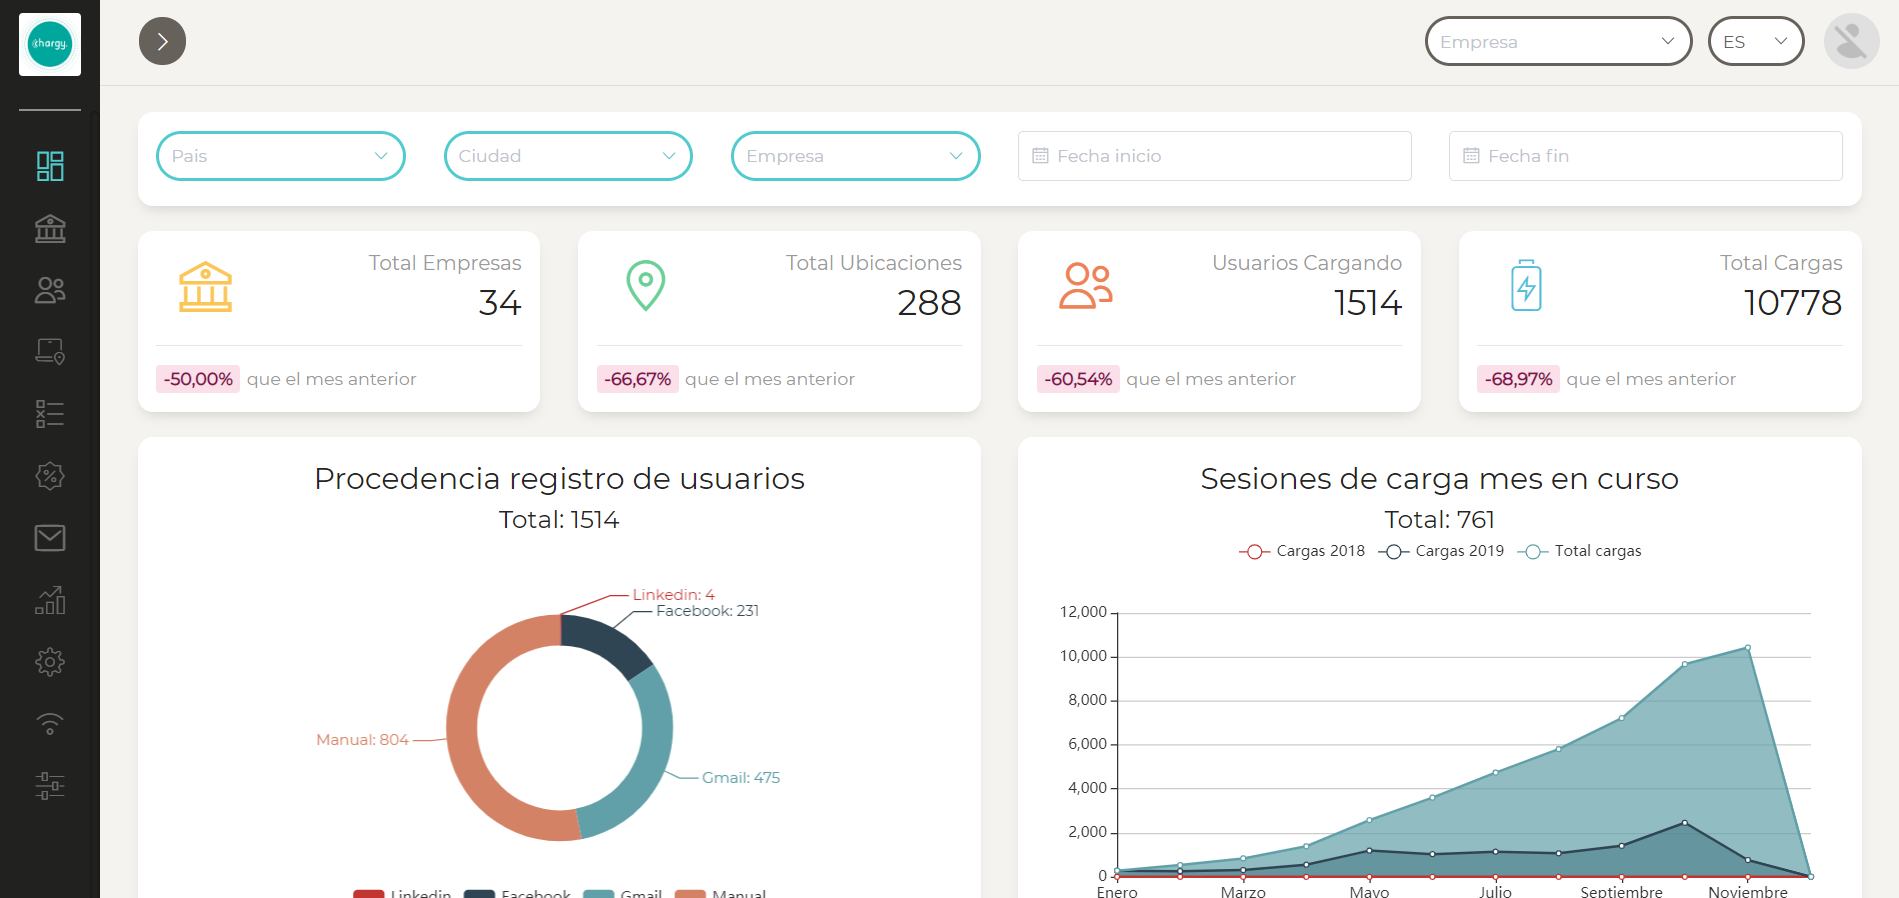 chargy.
Empresa
ES
Pais
Ciudad
Empresa
Fecha inicio
Fecha fin
Total Empresas
34
-50,00% que el mes anterior
Total Ubicaciones
288
-66,67% que el mes anterior
Usuarios Cargando
1514
-60,54% que el mes anterior
Total Cargas
10778
-68,97% que el mes anterior
Procedencia registro de usuarios
Total: 1514
Linkedin: 4
Facebook: 231
Manual: 804
Gmail: 475
Linkedin Facebook Gmail Manual
Sesiones de carga mes en curso
Total: 761
Cargas 2018 Cargas 2019 Total cargas
12,000
10,000
8,000
6,000
4,000
2,000
0
Enero Marzo Mayo Julio Septiembre Noviembre